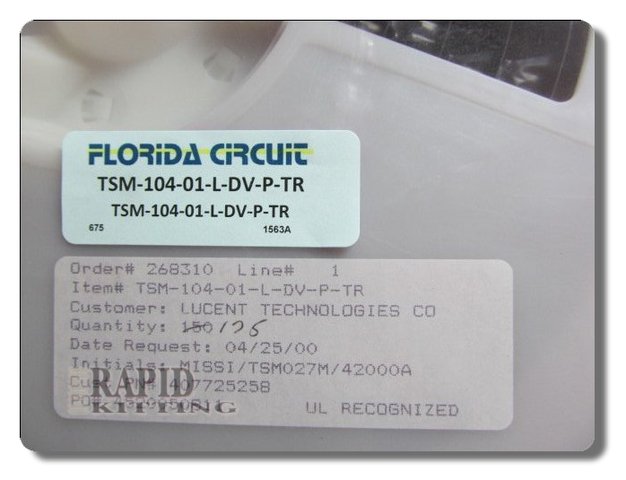 FLORIDA CIRCUIT
TSM-104-01-L-DV-P-TR
TSM-104-01-L-DV-P-TR
675 1563A
Order# 268310 Line# 1
Item# TSM-104-01-L-DV-P-TR
Customer: LUCENT TECHNOLOGIES CO
Quantity: 150 175
Date Request: 04/25/00
Initials: MISSI/TSM027M/42000A
RAPID
407725258
KITTING
UL RECOGNIZED